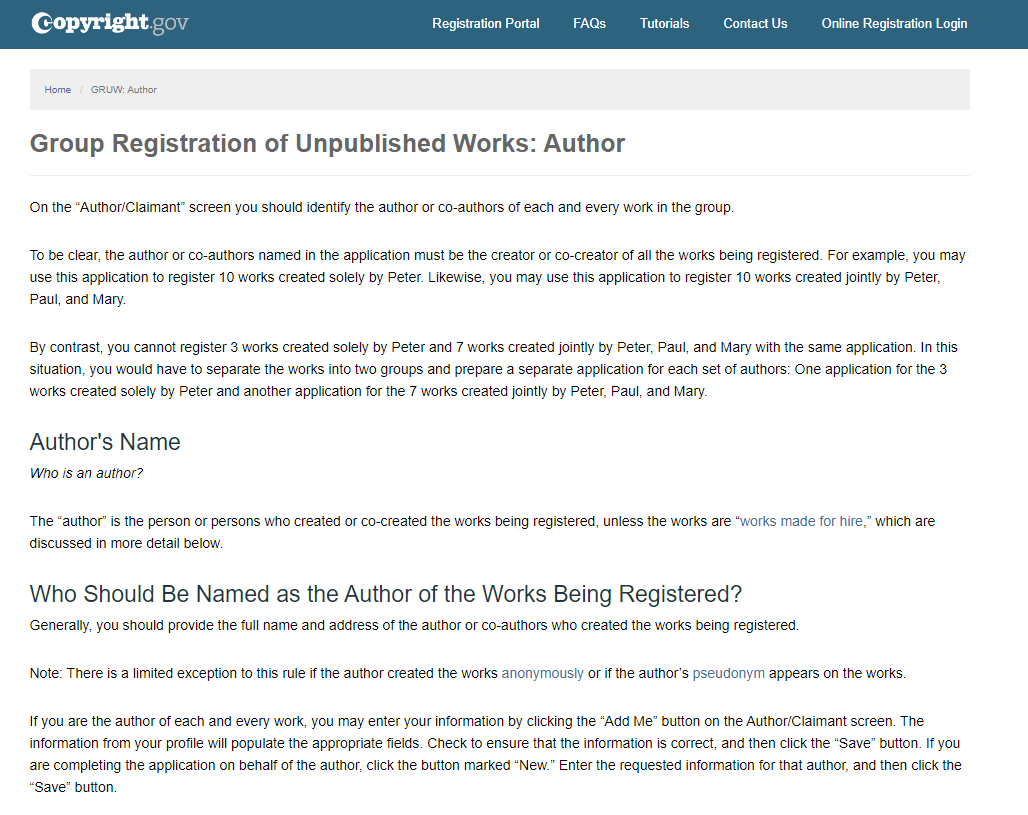 Copyright.gov
Registration Portal FAQs Tutorials Contact Us Online Registration Login
Home / GRUW: Author
Group Registration of Unpublished Works: Author
On the “Author/Claimant” screen you should identify the author or co-authors of each and every work in the group.
To be clear, the author or co-authors named in the application must be the creator or co-creator of all the works being registered. For example, you may
use this application to register 10 works created solely by Peter. Likewise, you may use this application to register 10 works created jointly by Peter,
Paul, and Mary.
By contrast, you cannot register 3 works created solely by Peter and 7 works created jointly by Peter, Paul, and Mary with the same application. In this
situation, you would have to separate the works into two groups and prepare a separate application for each set of authors: One application for the 3
works created solely by Peter and another application for the 7 works created jointly by Peter, Paul, and Mary.
Author's Name
Who is an author?
The “author” is the person or persons who created or co-created the works being registered, unless the works are “works made for hire,” which are
discussed in more detail below.
Who Should Be Named as the Author of the Works Being Registered?
Generally, you should provide the full name and address of the author or co-authors who created the works being registered.
Note: There is a limited exception to this rule if the author created the works anonymously or if the author’s pseudonym appears on the works.
If you are the author of each and every work, you may enter your information by clicking the “Add Me” button on the Author/Claimant screen. The
information from your profile will populate the appropriate fields. Check to ensure that the information is correct, and then click the “Save” button. If you
are completing the application on behalf of the author, click the button marked “New.” Enter the requested information for that author, and then click the
“Save” button.